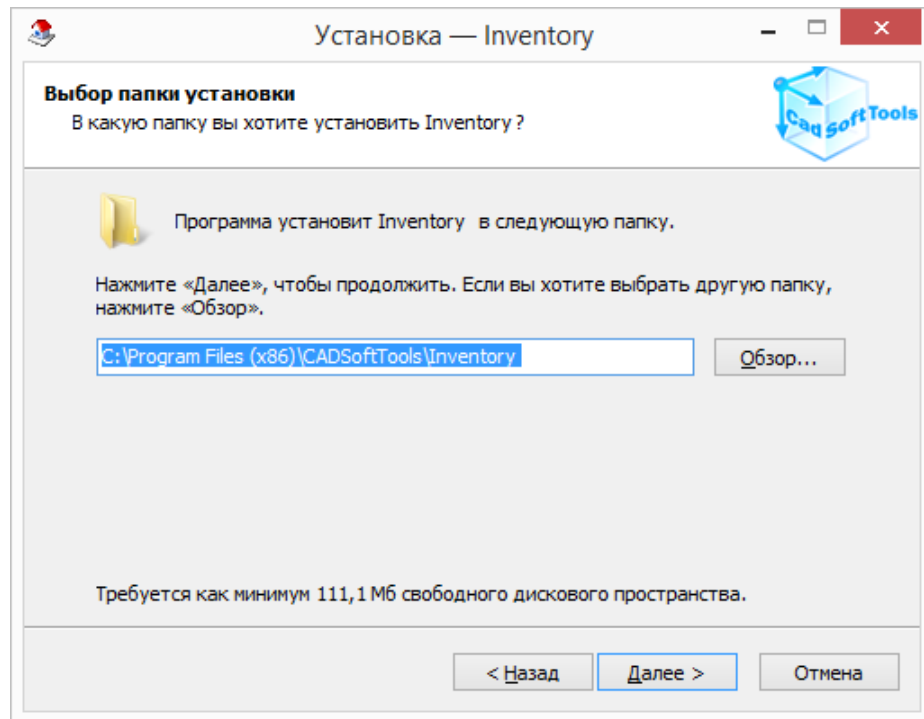 Установка — Inventory
Выбор папки установки
В какую папку вы хотите установить Inventory ?
Cad Soft Tools
Программа установит Inventory в следующую папку.
Нажмите «Далее», чтобы продолжить. Если вы хотите выбрать другую папку,
нажмите «Обзор».
C:\Program Files (x86)\CADSoftTools\Inventory
Обзор...
Требуется как минимум 111,1 Мб свободного дискового пространства.
< Назад
Далее >
Отмена